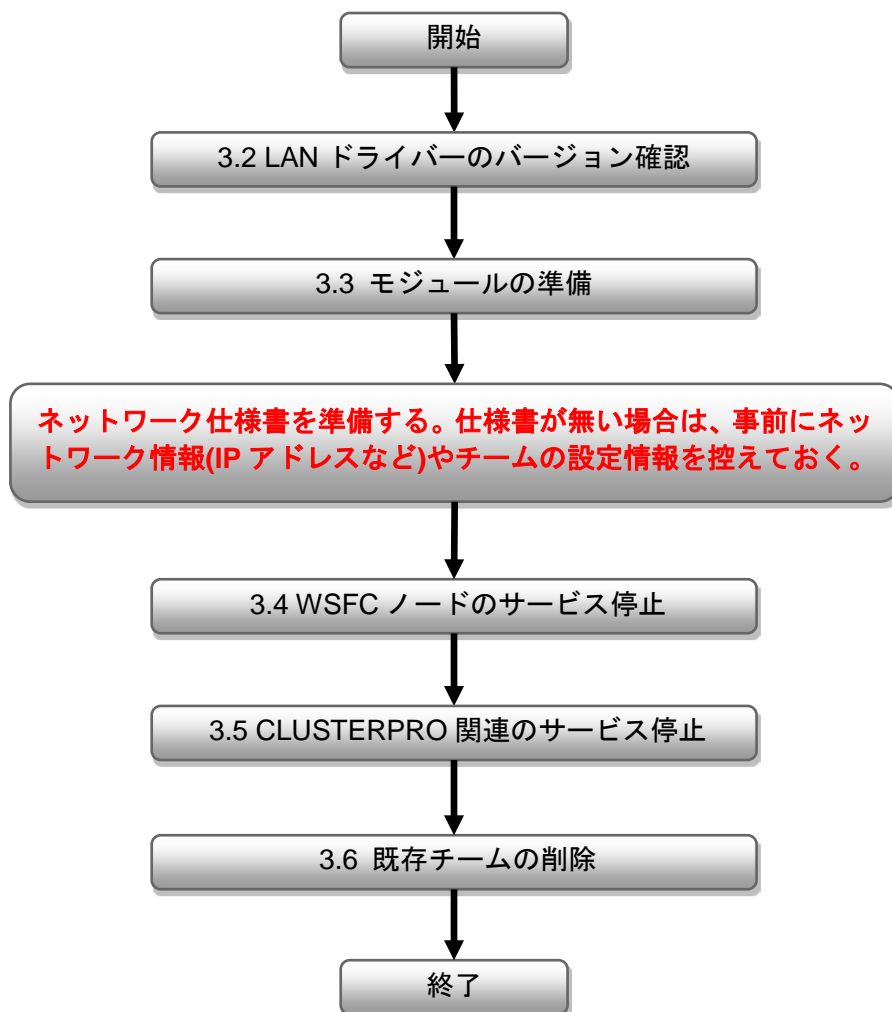 開始
3.2 LAN ドライバーのバージョン確認
3.3 モジュールの準備
ネットワーク仕様書を準備する。仕様書が無い場合は、事前にネッ
トワーク情報(IP アドレスなど)やチームの設定情報を控えておく。
3.4 WSFC ノードのサービス停止
3.5 CLUSTERPRO 関連のサービス停止
3.6 既存チームの削除
終了